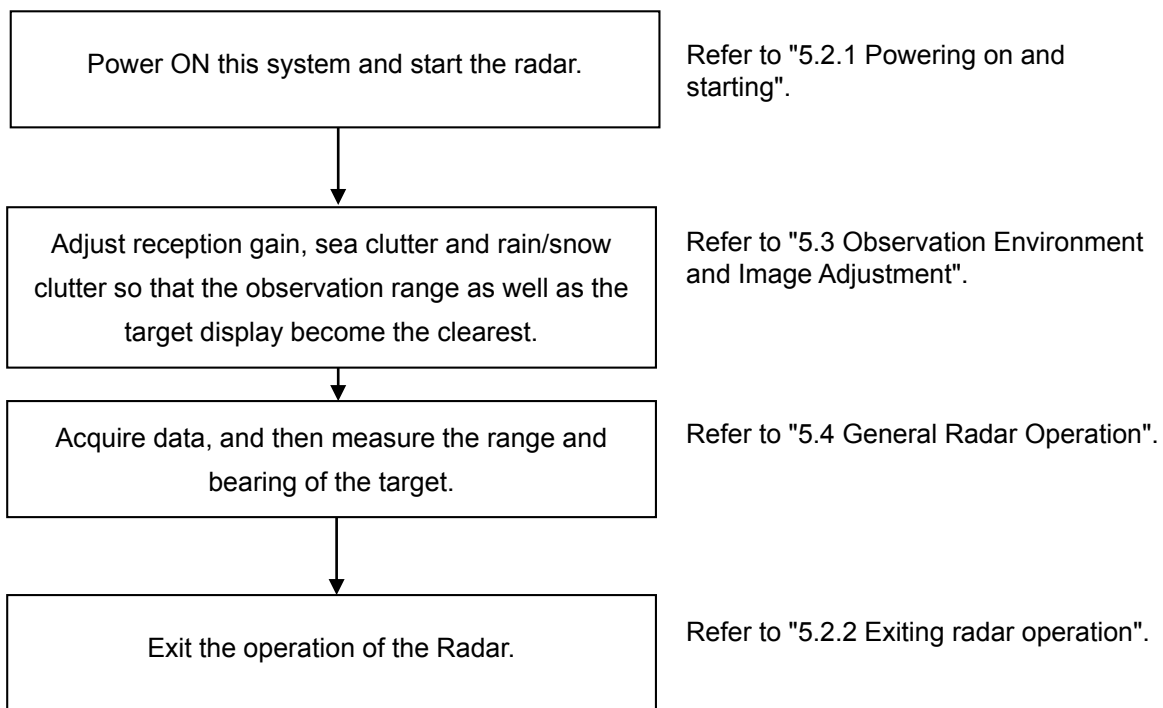 Power ON this system and start the radar.
Refer to "5.2.1 Powering on and
starting".
Adjust reception gain, sea clutter and rain/snow
clutter so that the observation range as well as the
target display become the clearest.
Refer to "5.3 Observation Environment
and Image Adjustment".
Acquire data, and then measure the range and
bearing of the target.
Refer to "5.4 General Radar Operation".
Exit the operation of the Radar.
Refer to "5.2.2 Exiting radar operation".